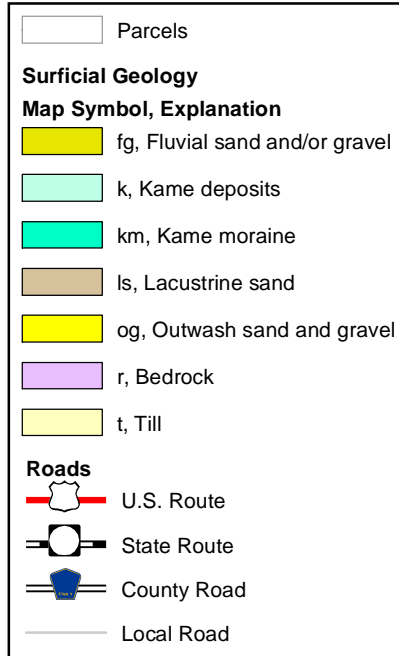 Parcels
Surficial Geology
Map Symbol, Explanation
fg, Fluvial sand and/or gravel
k, Kame deposits
km, Kame moraine
ls, Lacustrine sand
og, Outwash sand and gravel
r, Bedrock
t, Till
Roads
U.S. Route
State Route
County Road
Local Road